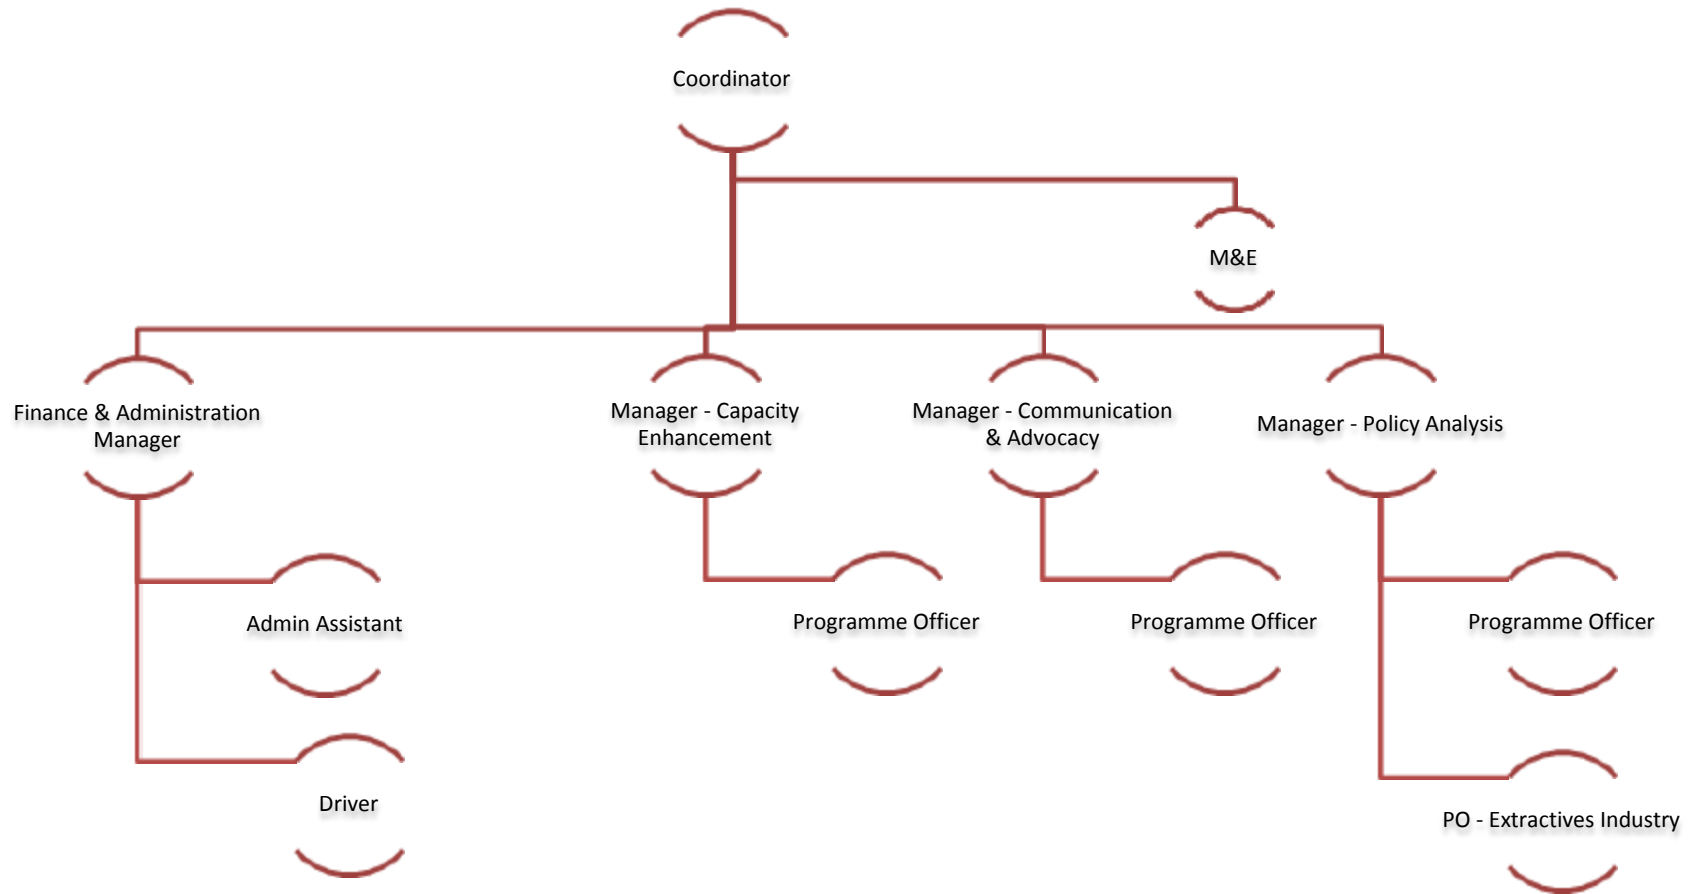 Coordinator
M&E
Finance & Administration
Manager
Manager - Capacity
Enhancement
Manager - Communication
& Advocacy
Manager - Policy Analysis
Admin Assistant
Programme Officer
Programme Officer
Programme Officer
Driver
PO - Extractives Industry